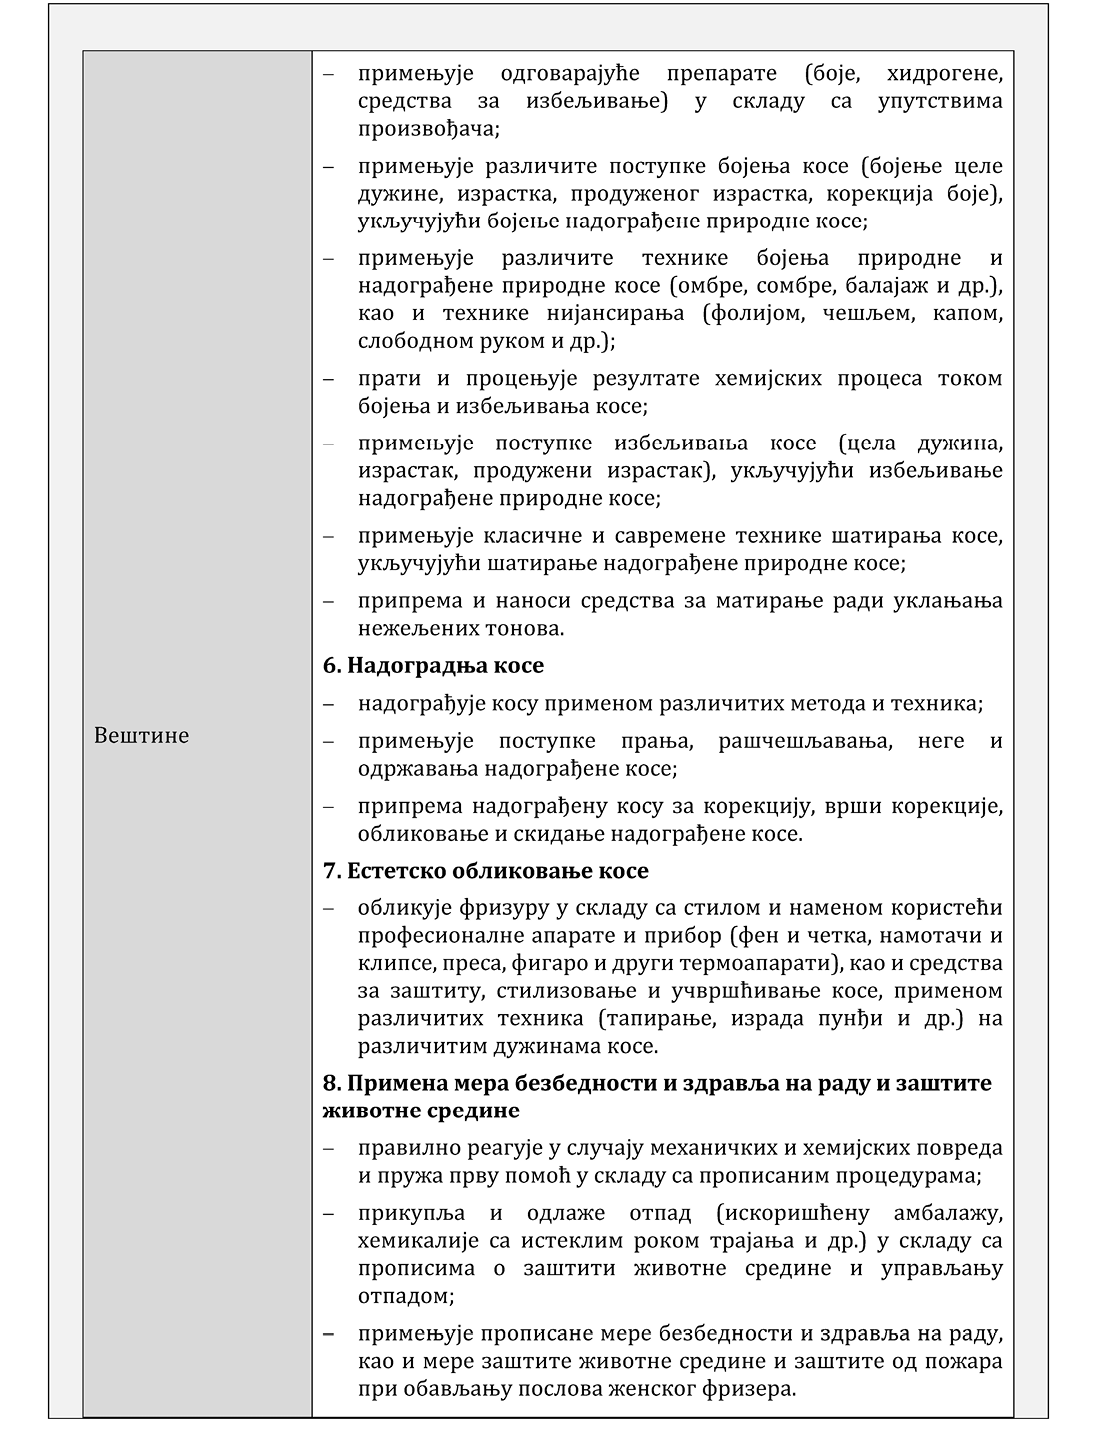 – примењује одговарајуће препарате (боје, хидрогене,
средства за избељивање) у складу са упутствима
произвођача;
– примењује различите поступке бојења косе (бојење целе
дужине, израстка, продуженог израстка, корекција боје),
укључујући бојење надограђене природне косе;
– примењује различите технике бојења природне и
надограђене природне косе (омбре, сомбре, балајаж и др.),
као и технике нијансирања (фолијом, чешљем, капом,
слободном руком и др.);
– прати и процењује резултате хемијских процеса током
бојења и избељивања косе;
– примењује поступке избељивања косе (цела дужина,
израстак, продужени израстак), укључујући избељивање
надограђене природне косе;
– примењује класичне и савремене технике шатирања косе,
укључујући шатирање надограђене природне косе;
– припрема и наноси средства за матирање ради уклањања
нежељених тонова.
6. Надоградња косе
– надограђује косу применом различитих метода и техника;
Вештине
– примењује поступке прања, рашчешљавања, неге и
одржавања надограђене косе;
– припрема надограђену косу за корекцију, врши корекције,
обликовање и скидање надограђене косе.
7. Естетско обликовање косе
– обликује фризуру у складу са стилом и наменом користећи
професионалне апарате и прибор (фен и четка, намотачи и
клипсе, преса, фигаро и други термоапарати), као и средства
за заштиту, стилизовање и учвршћивање косе, применом
различитих техника (тапирање, израда пунђи и др.) на
различитим дужинама косе.
8. Примена мера безбедности и здравља на раду и заштите
животне средине
– правилно реагује у случају механичких и хемијских повреда
и пружа прву помоћ у складу са прописаним процедурама;
– прикупља и одлаже отпад (искоришћену амбалажу,
хемикалије са истеклим роком трајања и др.) у складу са
прописима о заштити животне средине и управљању
отпадом;
– примењује прописане мере безбедности и здравља на раду,
као и мере заштите животне средине и заштите од пожара
при обављању послова женског фризера.